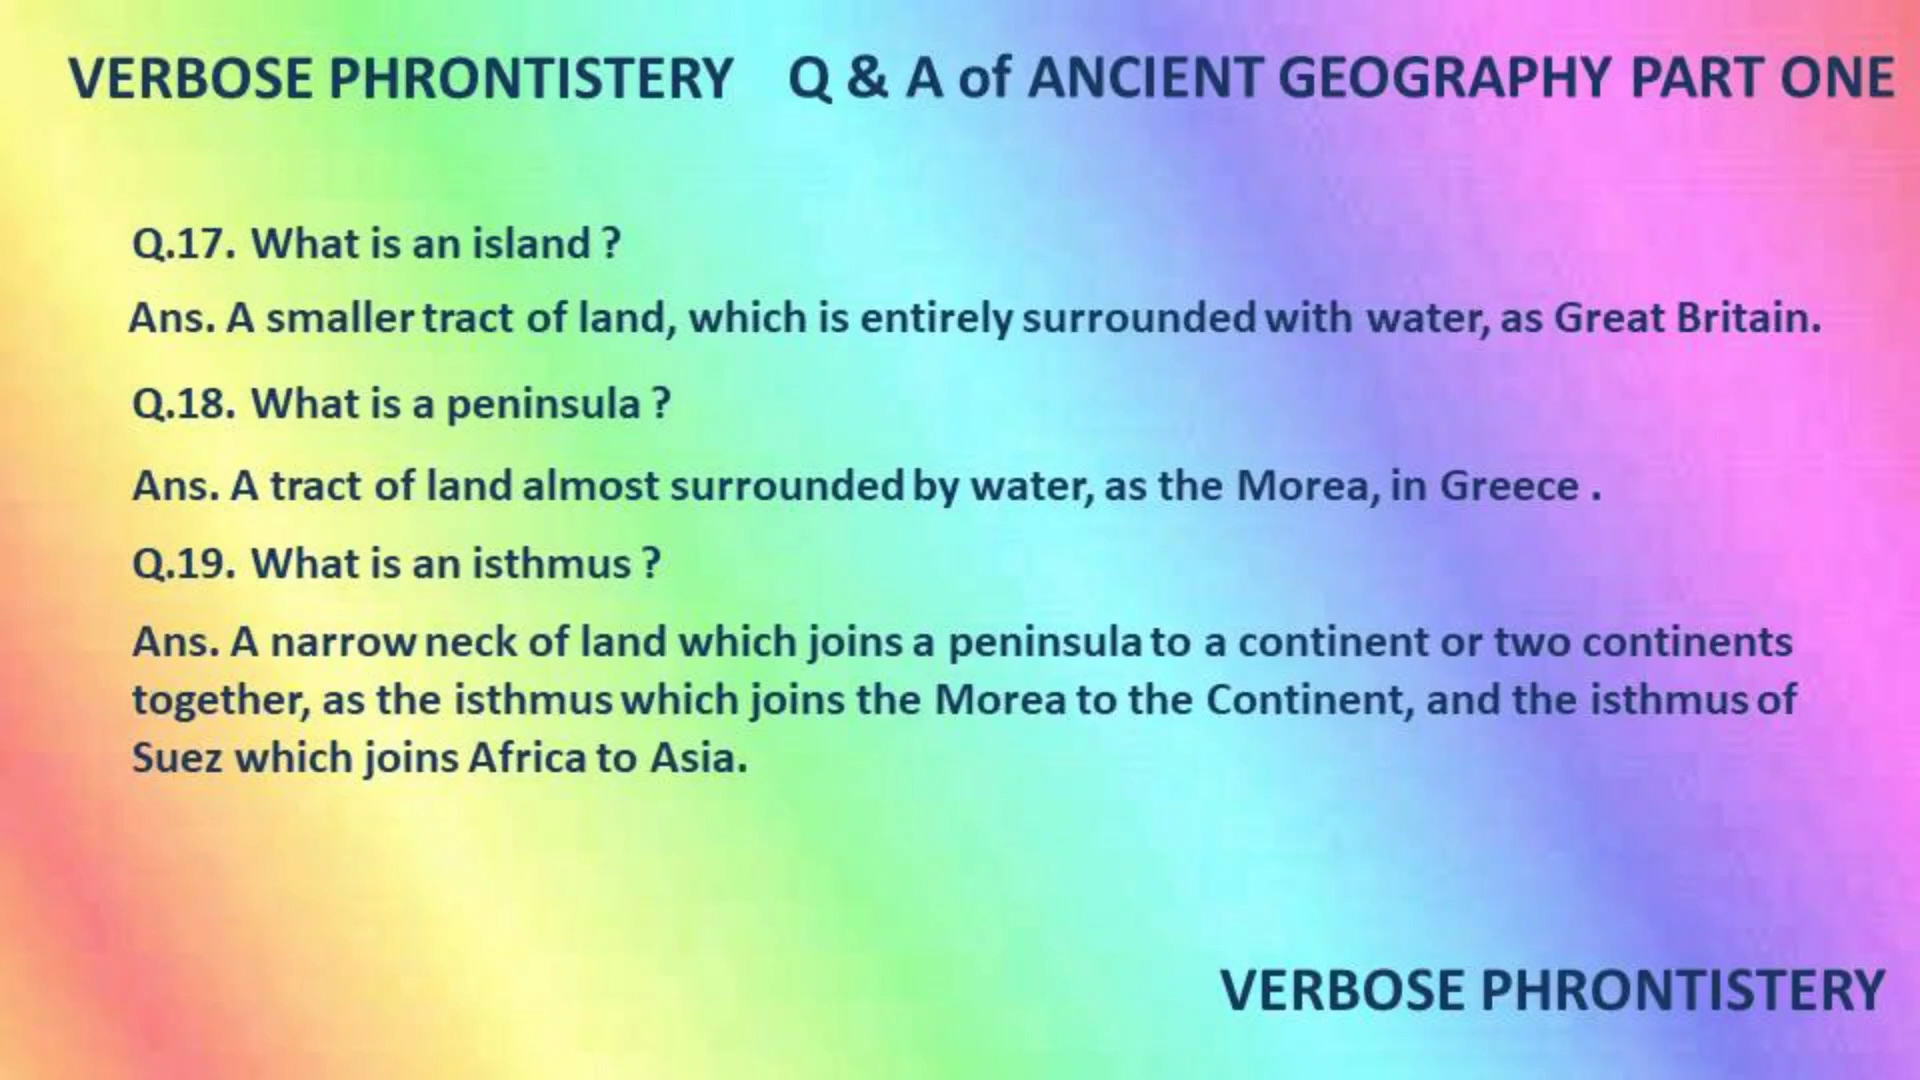 VERBOSE PHRONTISTERY Q & A of ANCIENT GEOGRAPHY PART ONE
Q.17. What is an island ?
Ans. A smaller tract of land, which is entirely surrounded with water, as Great Britain.
Q.18. What is a peninsula ?
Ans. A tract of land almost surrounded by water, as the Morea, in Greece .
Q.19. What is an isthmus ?
Ans. A narrow neck of land which joins a peninsula to a continent or two continents
together, as the isthmus which joins the Morea to the Continent, and the isthmus of
Suez which joins Africa to Asia.
VERBOSE PHRONTISTERY